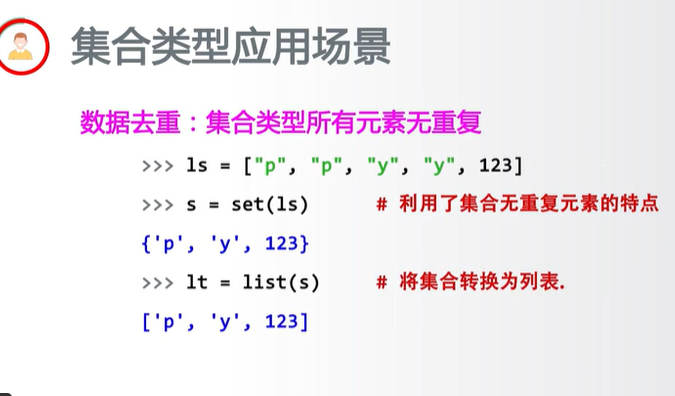 集合类型应用场景
数据去重：集合类型所有元素无重复
>>> ls = ["p", "p", "y", "y", 123]
>>> s = set(ls) # 利用了集合无重复元素的特点
{'p', 'y', 123}
>>> lt = list(s) # 将集合转换为列表.
['p', 'y', 123]